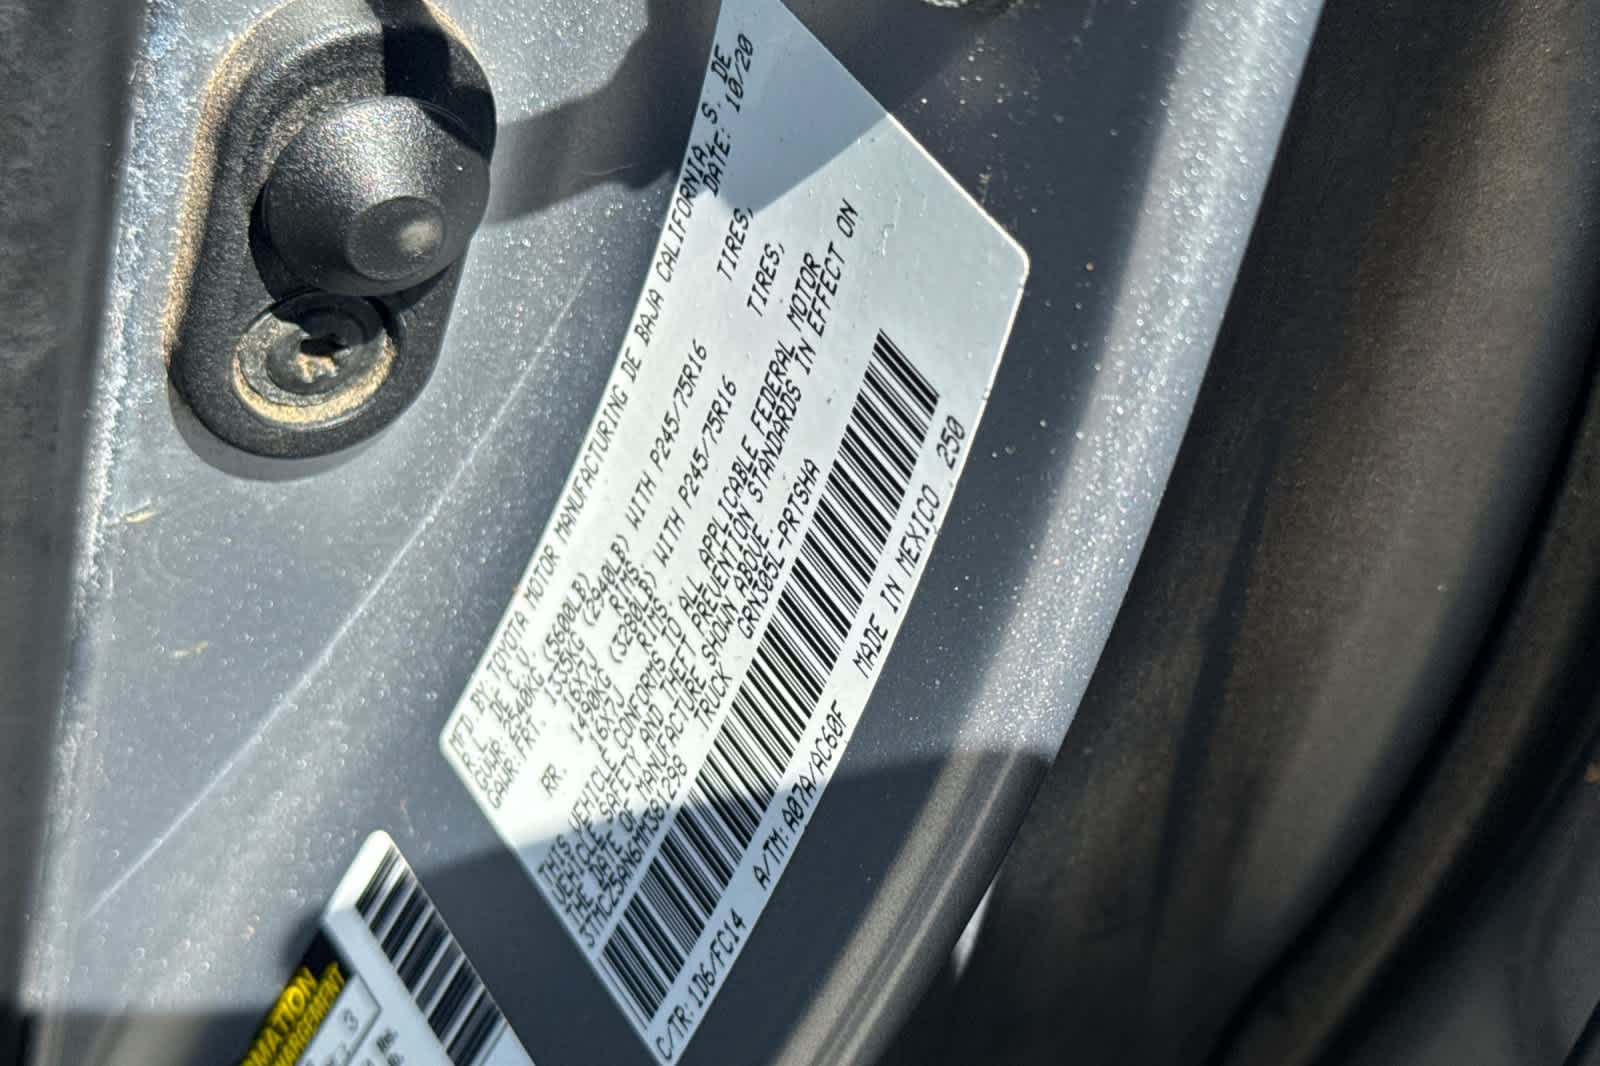 MFD BY:TOYOTA MOTOR MANUFACTURING DE BAJA CALIFORNIA, S. DE
R.L. DE C.V. DATE: 10/20
GVWR:2540KG (5600LB)
GAWR:FRT. 1335KG (2940LB) WITH P245/75R16 TIRES,
16X7J RIMS,
RR. 1490KG (3280LB) WITH P245/75R16 TIRES,
16X7J RIMS
THIS VEHICLE CONFORMS TO ALL APPLICABLE FEDERAL MOTOR
VEHICLE SAFETY AND THEFT PREVENTION STANDARDS IN EFFECT ON
THE DATE OF MANUFACTURE SHOWN ABOVE.
3TMCZ5AN6MM381298 TRUCK GRN305L-PRTSHA
C/TR: 1D6/FC14 A/TM: A07A/AC60F MADE IN MEXICO 250
3